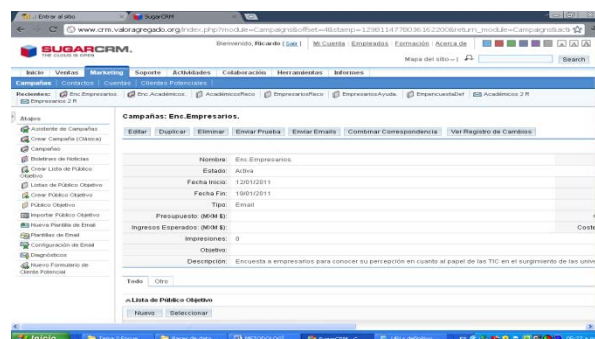 Entrar al sitio SugarCRM
www.crm.valoragregado.org/index.php?module=Campaigns&offset=4&stamp=1298114778036162200&return_module=Campaigns&acti
SUGARCRM.
THE CLOUD IS OPEN
Bienvenido, Ricardo [Salir] Mi Cuenta Empleados Formación Acerca de
Mapa del sitio Search
Inicio Ventas Marketing Soporte Actividades Colaboración Herramientas Informes
Campañas Contactos Cuentas Clientes Potenciales
Recientes: Enc.Empresarios Enc.Académicos AcadémicosReco EmpresariosReco EmpresariosAyuda EmpencuestaDef Académicos 2 R
Empresarios 2 R
Atajos
Asistente de Campañas
Crear Campaña (Clásica)
Campañas
Boletines de Noticias
Crear Lista de Público
Objetivo
Listas de Público Objetivo
Crear Público Objetivo
Público Objetivo
Importar Público Objetivo
Nueva Plantilla de Email
Plantillas de Email
Configuración de Email
Diagnósticos
Nuevo Formulario de
Cliente Potencial
Campañas: Enc.Empresarios.
Editar Duplicar Eliminar Enviar Prueba Enviar Emails Combinar Correspondencia Ver Registro de Cambios
Nombre: Enc.Empresarios
Estado: Activa
Fecha Inicio: 12/01/2011
Fecha Fin: 19/01/2011
Tipo: Email
Presupuesto: (MXM $):
Ingresos Esperados: (MXM $): Coste
Impresiones: 0
Objetivo:
Descripción: Encuesta a empresarios para conocer su percepción en cuanto al papel de las TIC en el surgimiento de las unive
Todo Otro
Lista de Público Objetivo
Nuevo Seleccionar
Inicio